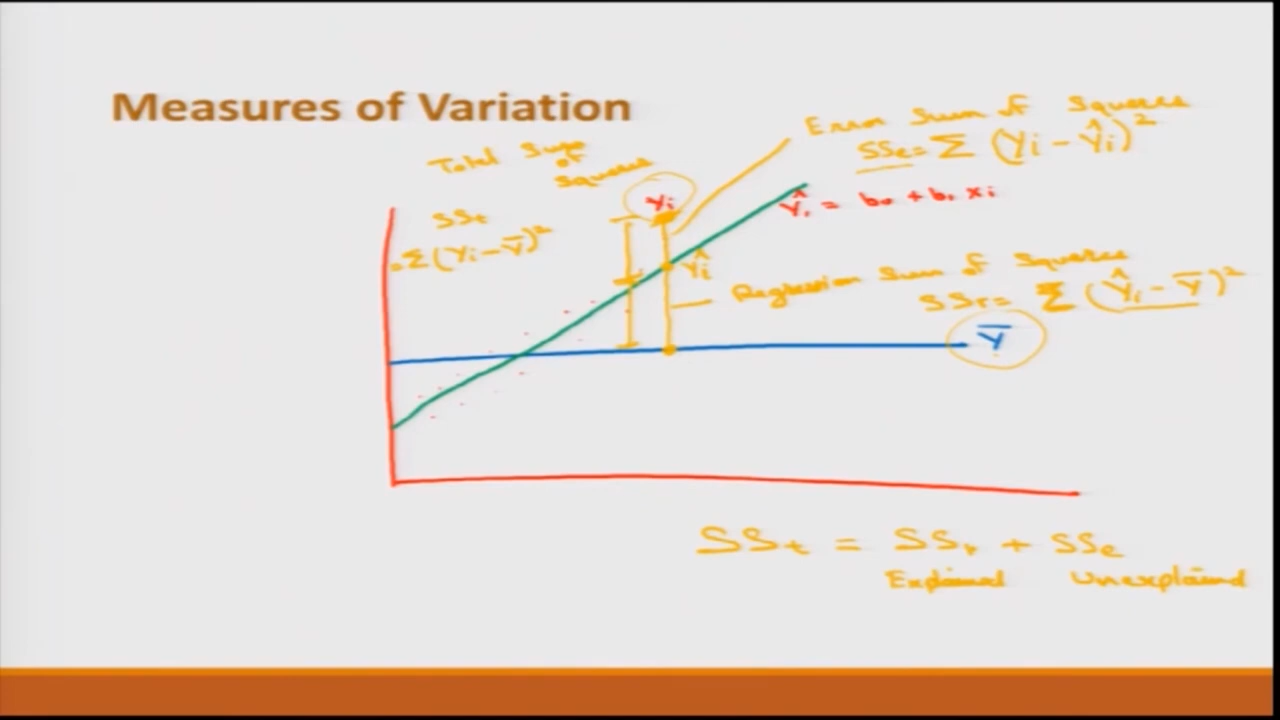 Measures of Variation
Total Sum
of
Squares
SSt
= Σ(Yi - Ȳ)²
Error Sum of Squares
SSe = Σ (Yi - Ŷi)²
Yi
Ŷi = b₀ + b₁ xi
Ŷi
Regression Sum of Squares
SSr = Σ (Ŷi - Ȳ)²
Ȳ
SSt = SSr + SSe
Explained Unexplained